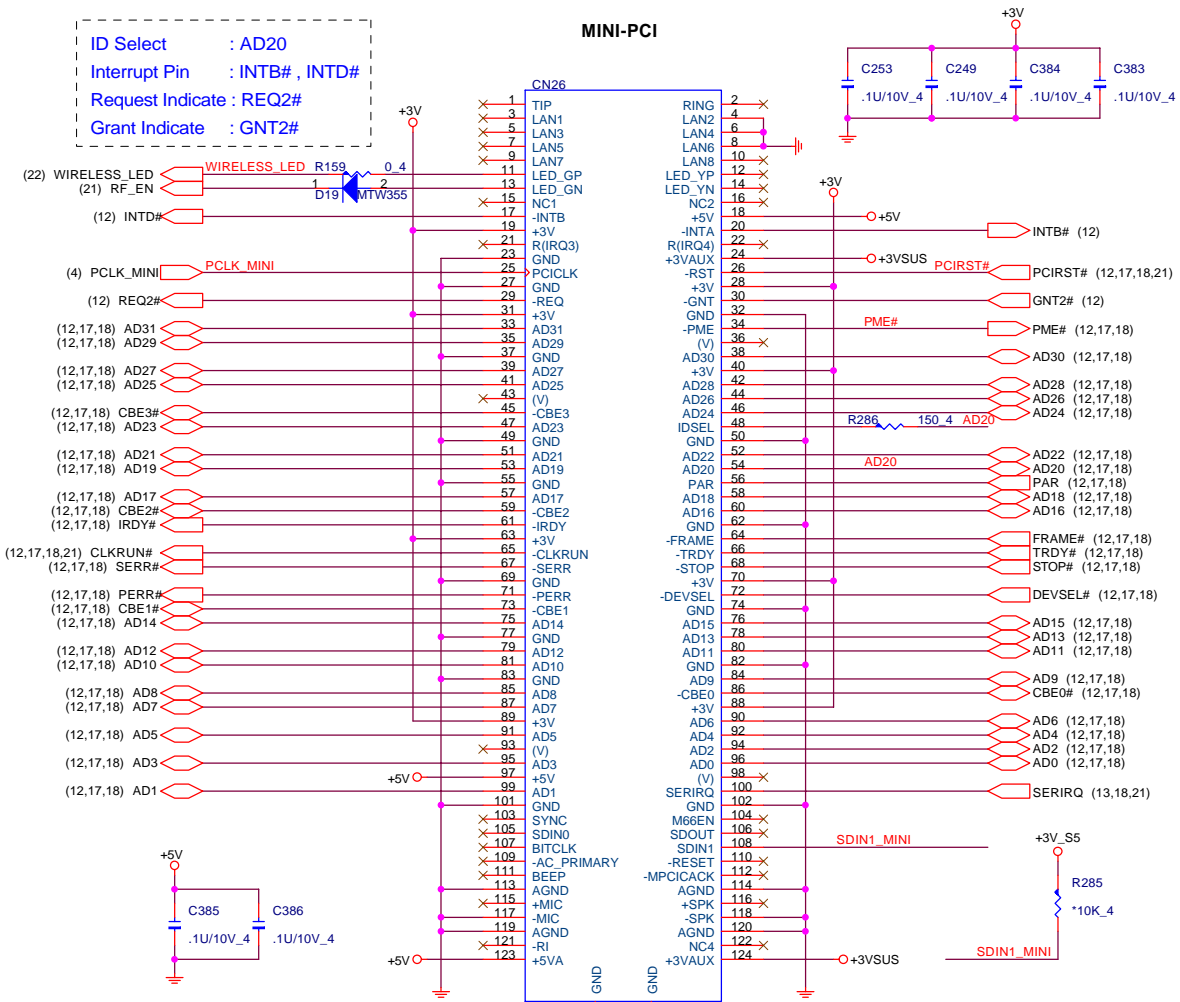 MINI-PCI
ID Select : AD20
Interrupt Pin : INTB# , INTD#
Request Indicate : REQ2#
Grant Indicate : GNT2#
+3V
C253 C249 C384 C383
.1U/10V_4 .1U/10V_4 .1U/10V_4 .1U/10V_4
CN26
+3V
1 TIP RING 2
3 LAN1 LAN2 4
5 LAN3 LAN4 6
7 LAN5 LAN6 8
9 LAN7 LAN8 10
(22) WIRELESS_LED WIRELESS_LED R159 0_4 11 LED_GP LED_YP 12
(21) RF_EN 1 2 13 LED_GN LED_YN 14
D19 MTW355
+3V
15 NC1 NC2 16
(12) INTD# 17 -INTB +5V 18 +5V
19 +3V -INTA 20 INTB# (12)
21 R(IRQ3) R(IRQ4) 22
23 GND +3VAUX 24 +3VSUS
(4) PCLK_MINI PCLK_MINI 25 PCICLK -RST 26 PCIRST# PCIRST# (12,17,18,21)
27 GND +3V 28
(12) REQ2# 29 -REQ -GNT 30 GNT2# (12)
31 +3V GND 32
(12,17,18) AD31 33 AD31 -PME 34 PME# PME# (12,17,18)
(12,17,18) AD29 35 AD29 (V) 36
37 GND AD30 38 AD30 (12,17,18)
(12,17,18) AD27 39 AD27 +3V 40
(12,17,18) AD25 41 AD25 AD28 42 AD28 (12,17,18)
43 (V) AD26 44 AD26 (12,17,18)
(12,17,18) CBE3# 45 -CBE3 AD24 46 AD24 (12,17,18)
(12,17,18) AD23 47 AD23 IDSEL 48 R286 150_4 AD20
49 GND GND 50
(12,17,18) AD21 51 AD21 AD22 52 AD22 (12,17,18)
(12,17,18) AD19 53 AD19 AD20 54 AD20 AD20 (12,17,18)
55 GND PAR 56 PAR (12,17,18)
(12,17,18) AD17 57 AD17 AD18 58 AD18 (12,17,18)
(12,17,18) CBE2# 59 -CBE2 AD16 60 AD16 (12,17,18)
(12,17,18) IRDY# 61 -IRDY GND 62
63 +3V -FRAME 64 FRAME# (12,17,18)
(12,17,18,21) CLKRUN# 65 -CLKRUN -TRDY 66 TRDY# (12,17,18)
(12,17,18) SERR# 67 -SERR -STOP 68 STOP# (12,17,18)
69 GND +3V 70
(12,17,18) PERR# 71 -PERR -DEVSEL 72 DEVSEL# (12,17,18)
(12,17,18) CBE1# 73 -CBE1 GND 74
(12,17,18) AD14 75 AD14 AD15 76 AD15 (12,17,18)
77 GND AD13 78 AD13 (12,17,18)
(12,17,18) AD12 79 AD12 AD11 80 AD11 (12,17,18)
(12,17,18) AD10 81 AD10 GND 82
83 GND AD9 84 AD9 (12,17,18)
(12,17,18) AD8 85 AD8 -CBE0 86 CBE0# (12,17,18)
(12,17,18) AD7 87 AD7 +3V 88
89 +3V AD6 90 AD6 (12,17,18)
(12,17,18) AD5 91 AD5 AD4 92 AD4 (12,17,18)
93 (V) AD2 94 AD2 (12,17,18)
(12,17,18) AD3 95 AD3 AD0 96 AD0 (12,17,18)
+5V 97 +5V (V) 98
(12,17,18) AD1 99 AD1 SERIRQ 100 SERIRQ (13,18,21)
101 GND GND 102
103 SYNC M66EN 104
105 SDIN0 SDOUT 106
107 BITCLK SDIN1 108 SDIN1_MINI
109 -AC_PRIMARY -RESET 110
111 BEEP -MPCICACK 112
113 AGND AGND 114
115 +MIC +SPK 116
117 -MIC -SPK 118
119 AGND AGND 120
121 -RI NC4 122
+5V 123 +5VA +3VAUX 124 +3VSUS
GND GND
+5V
C385 C386
.1U/10V_4 .1U/10V_4
+3V_S5
R285
*10K_4
SDIN1_MINI